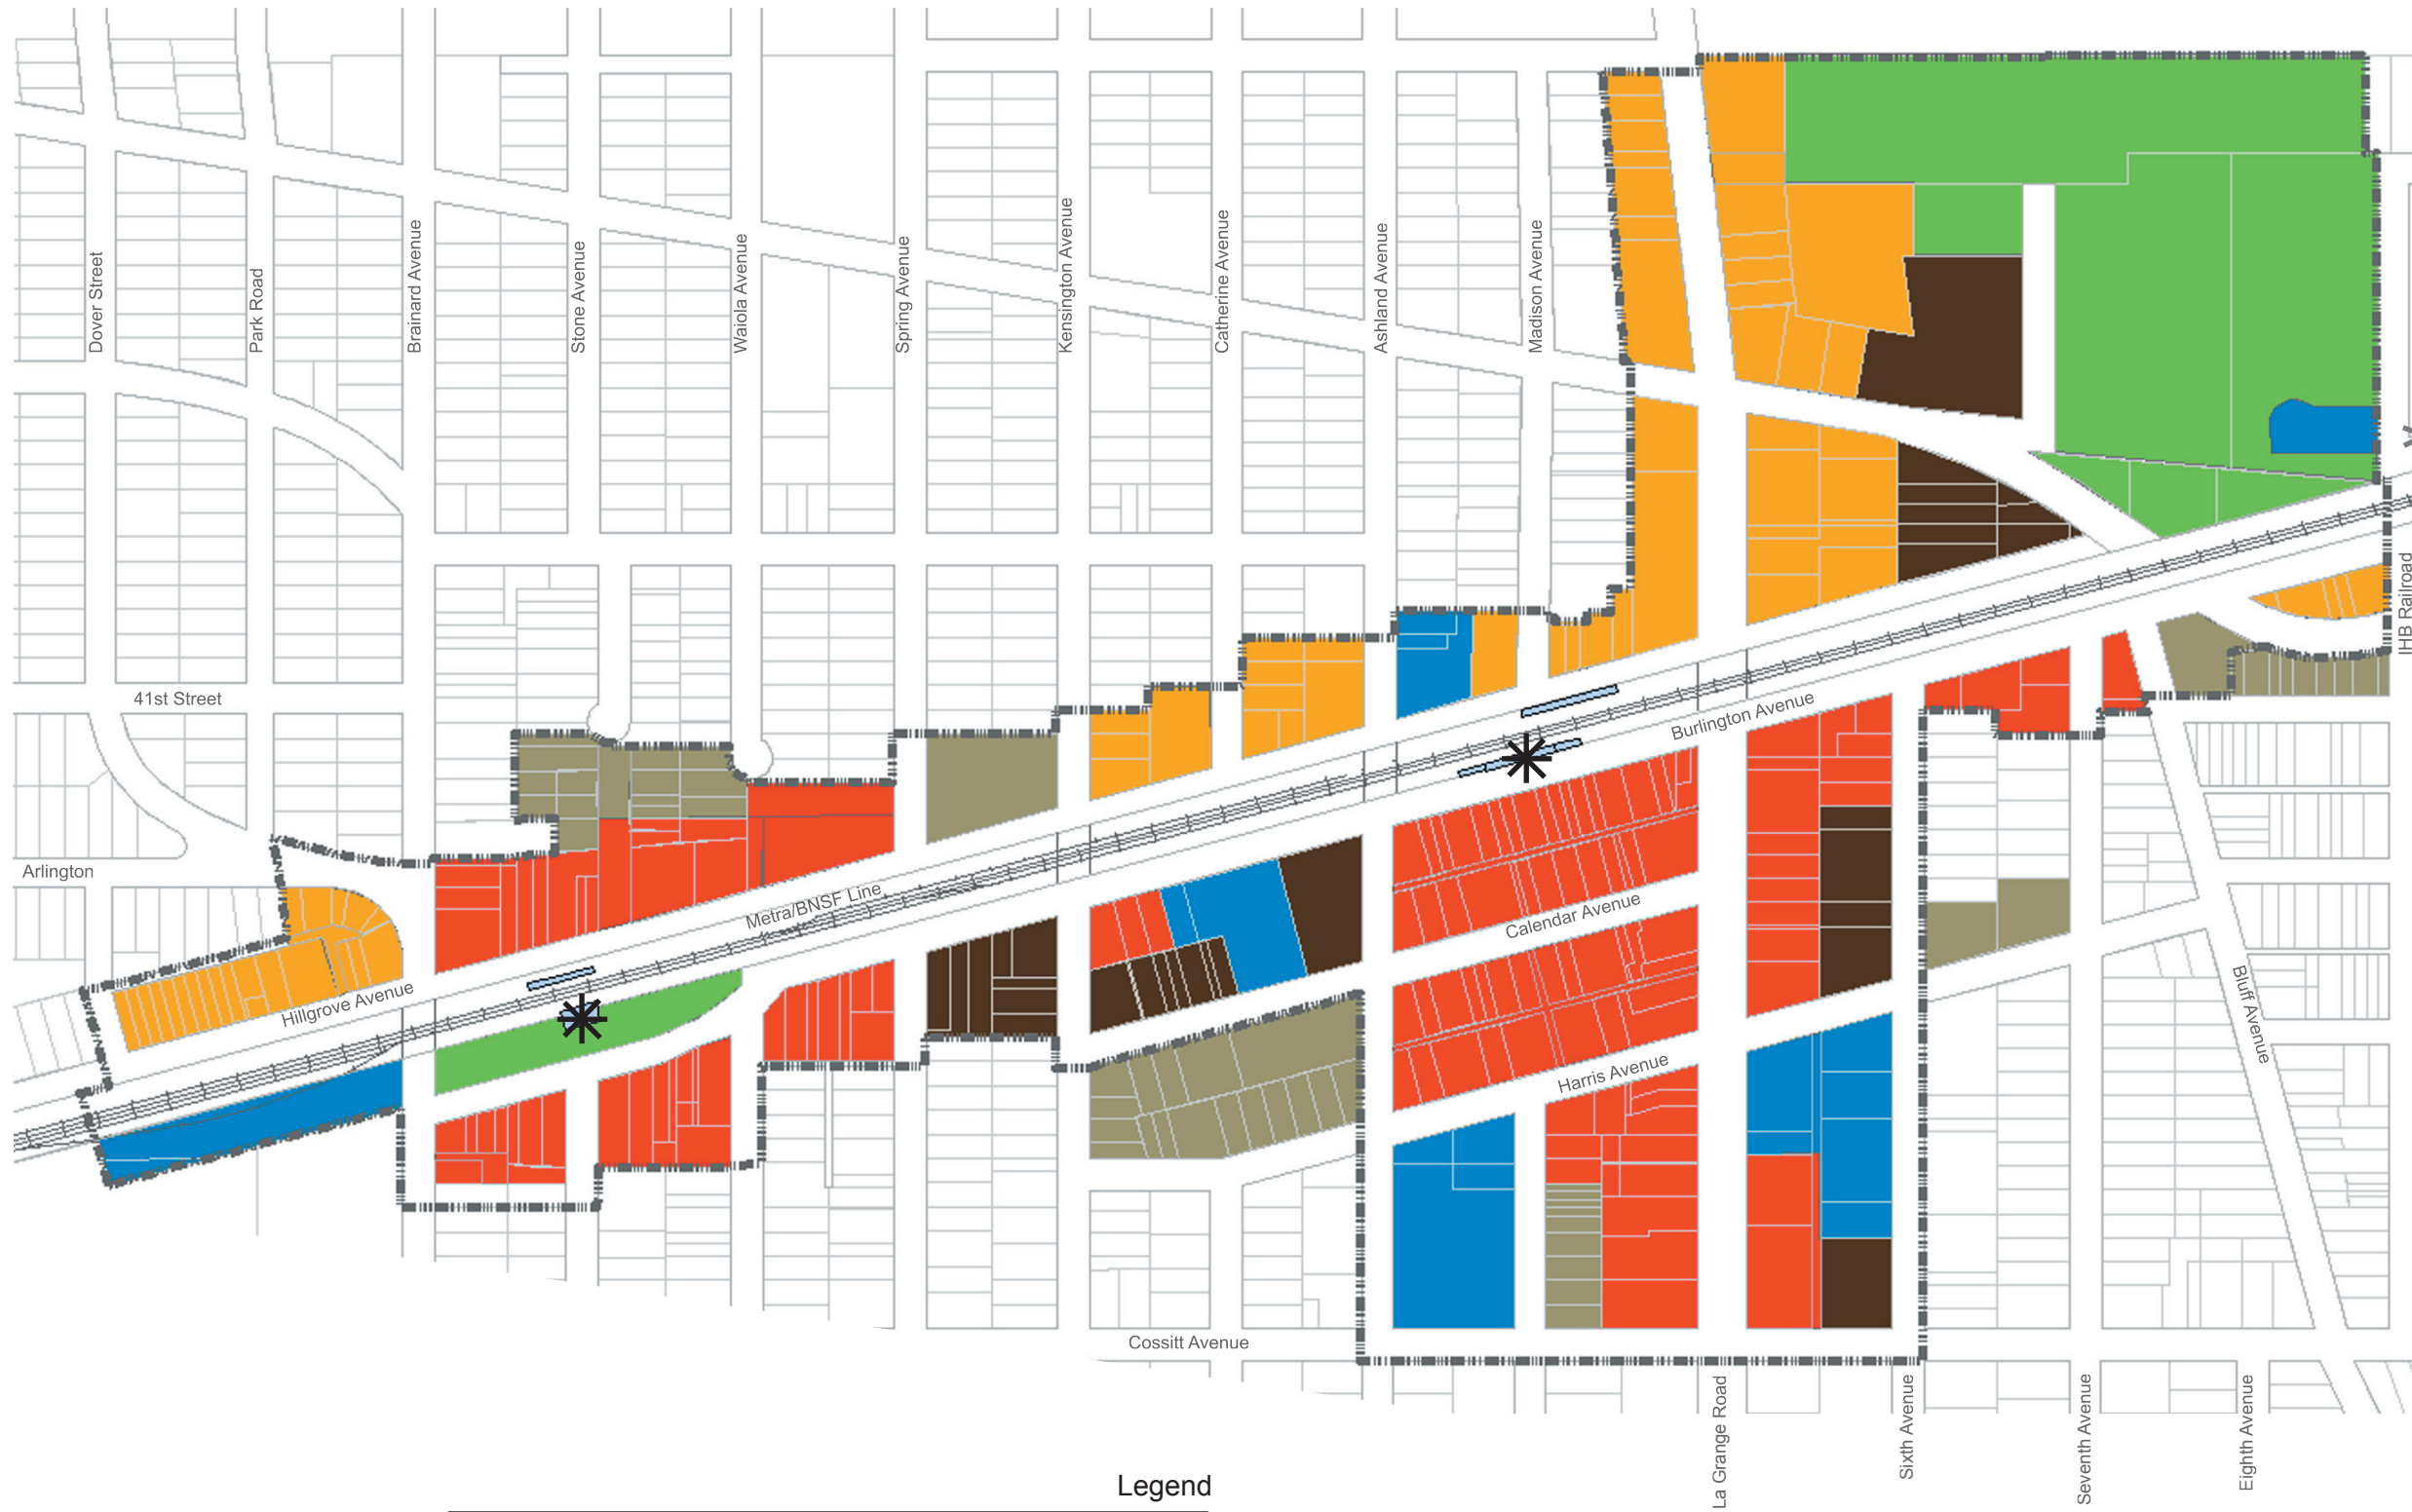 Dover Street
Park Road
Brainard Avenue
Stone Avenue
Waiola Avenue
Spring Avenue
Kensington Avenue
Catherine Avenue
Ashland Avenue
Madison Avenue
IHB Railroad
41st Street
Burlington Avenue
Arlington
Metra/BNSF Line
Calendar Avenue
Hillgrove Avenue
Bluff Avenue
Harris Avenue
Cossitt Avenue
La Grange Road
Sixth Avenue
Seventh Avenue
Eighth Avenue
Legend